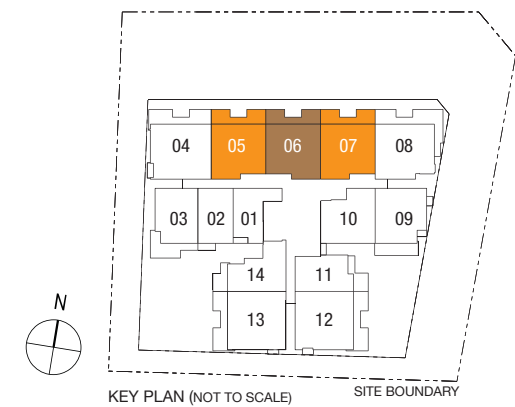 04 05 06 07 08
03 02 01 10 09
14 11
13 12
N
KEY PLAN (NOT TO SCALE)
SITE BOUNDARY